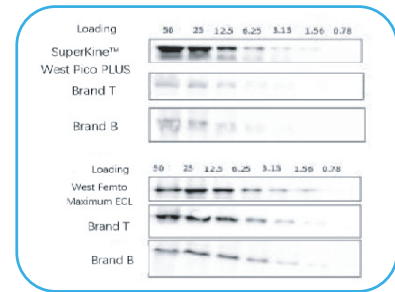 Loading 50 25 12.5 6.25 3.13 1.56 0.78
SuperKine™
West Pico PLUS
Brand T
Brand B
Loading 50 25 12.5 6.25 3.13 1.56 0.78
West Femto
Maximum ECL
Brand T
Brand B